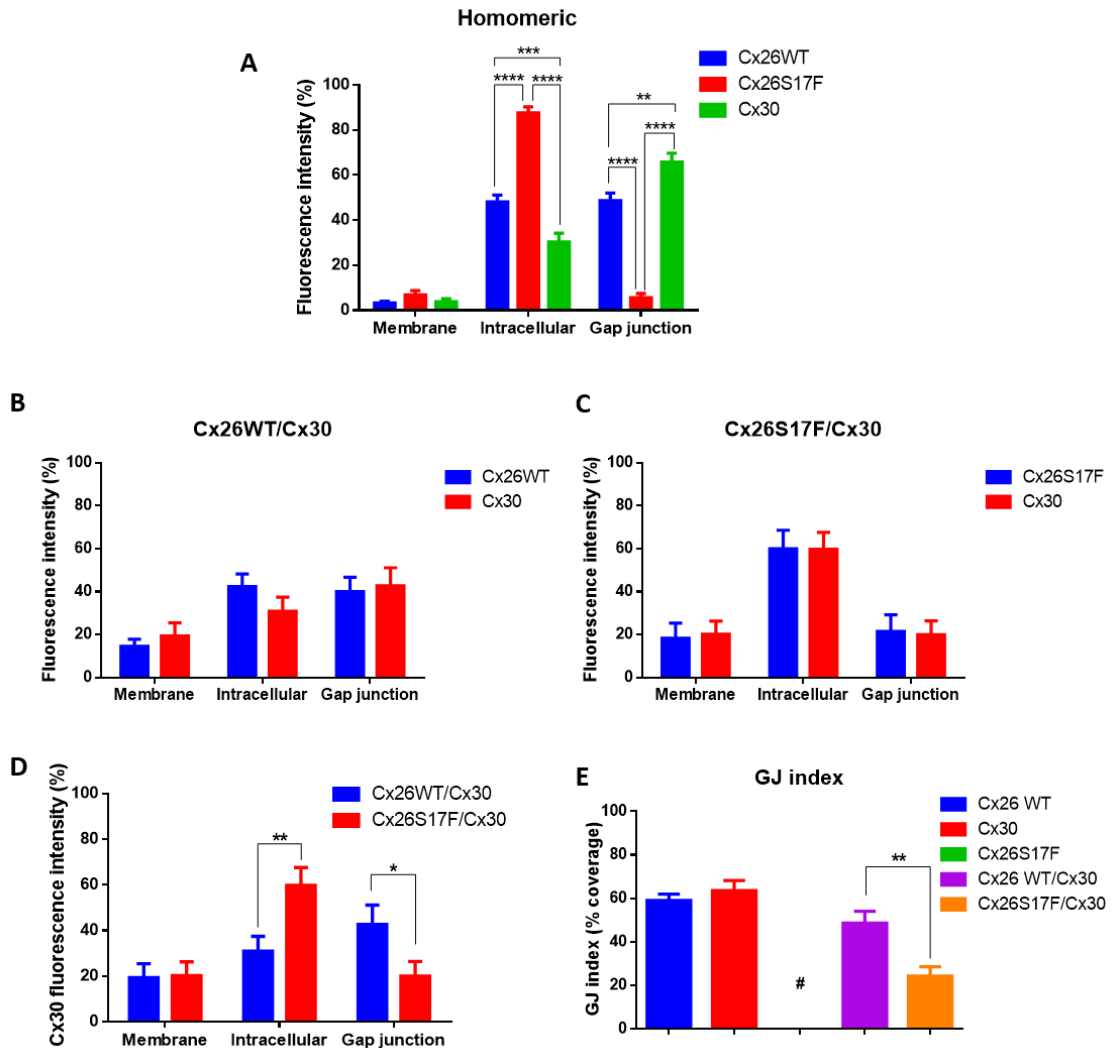 Homomeric
A
Cx26WT
Cx26S17F
Cx30
Fluorescence intensity (%)
100
80
60
40
20
0
***
**** ****
**
**** ****
Membrane Intracellular Gap junction
B
Cx26WT/Cx30
Cx26WT
Cx30
Fluorescence intensity (%)
100
80
60
40
20
0
Membrane Intracellular Gap junction
C
Cx26S17F/Cx30
Cx26S17F
Cx30
Fluorescence intensity (%)
100
80
60
40
20
0
Membrane Intracellular Gap junction
D
Cx26WT/Cx30
Cx26S17F/Cx30
Cx30 fluorescence intensity (%)
100
80
60
40
20
0
**
*
Membrane Intracellular Gap junction
E
GJ index
Cx26 WT
Cx30
Cx26S17F
Cx26 WT/Cx30
Cx26S17F/Cx30
GJ index (% coverage)
100
80
60
40
20
0
#
**